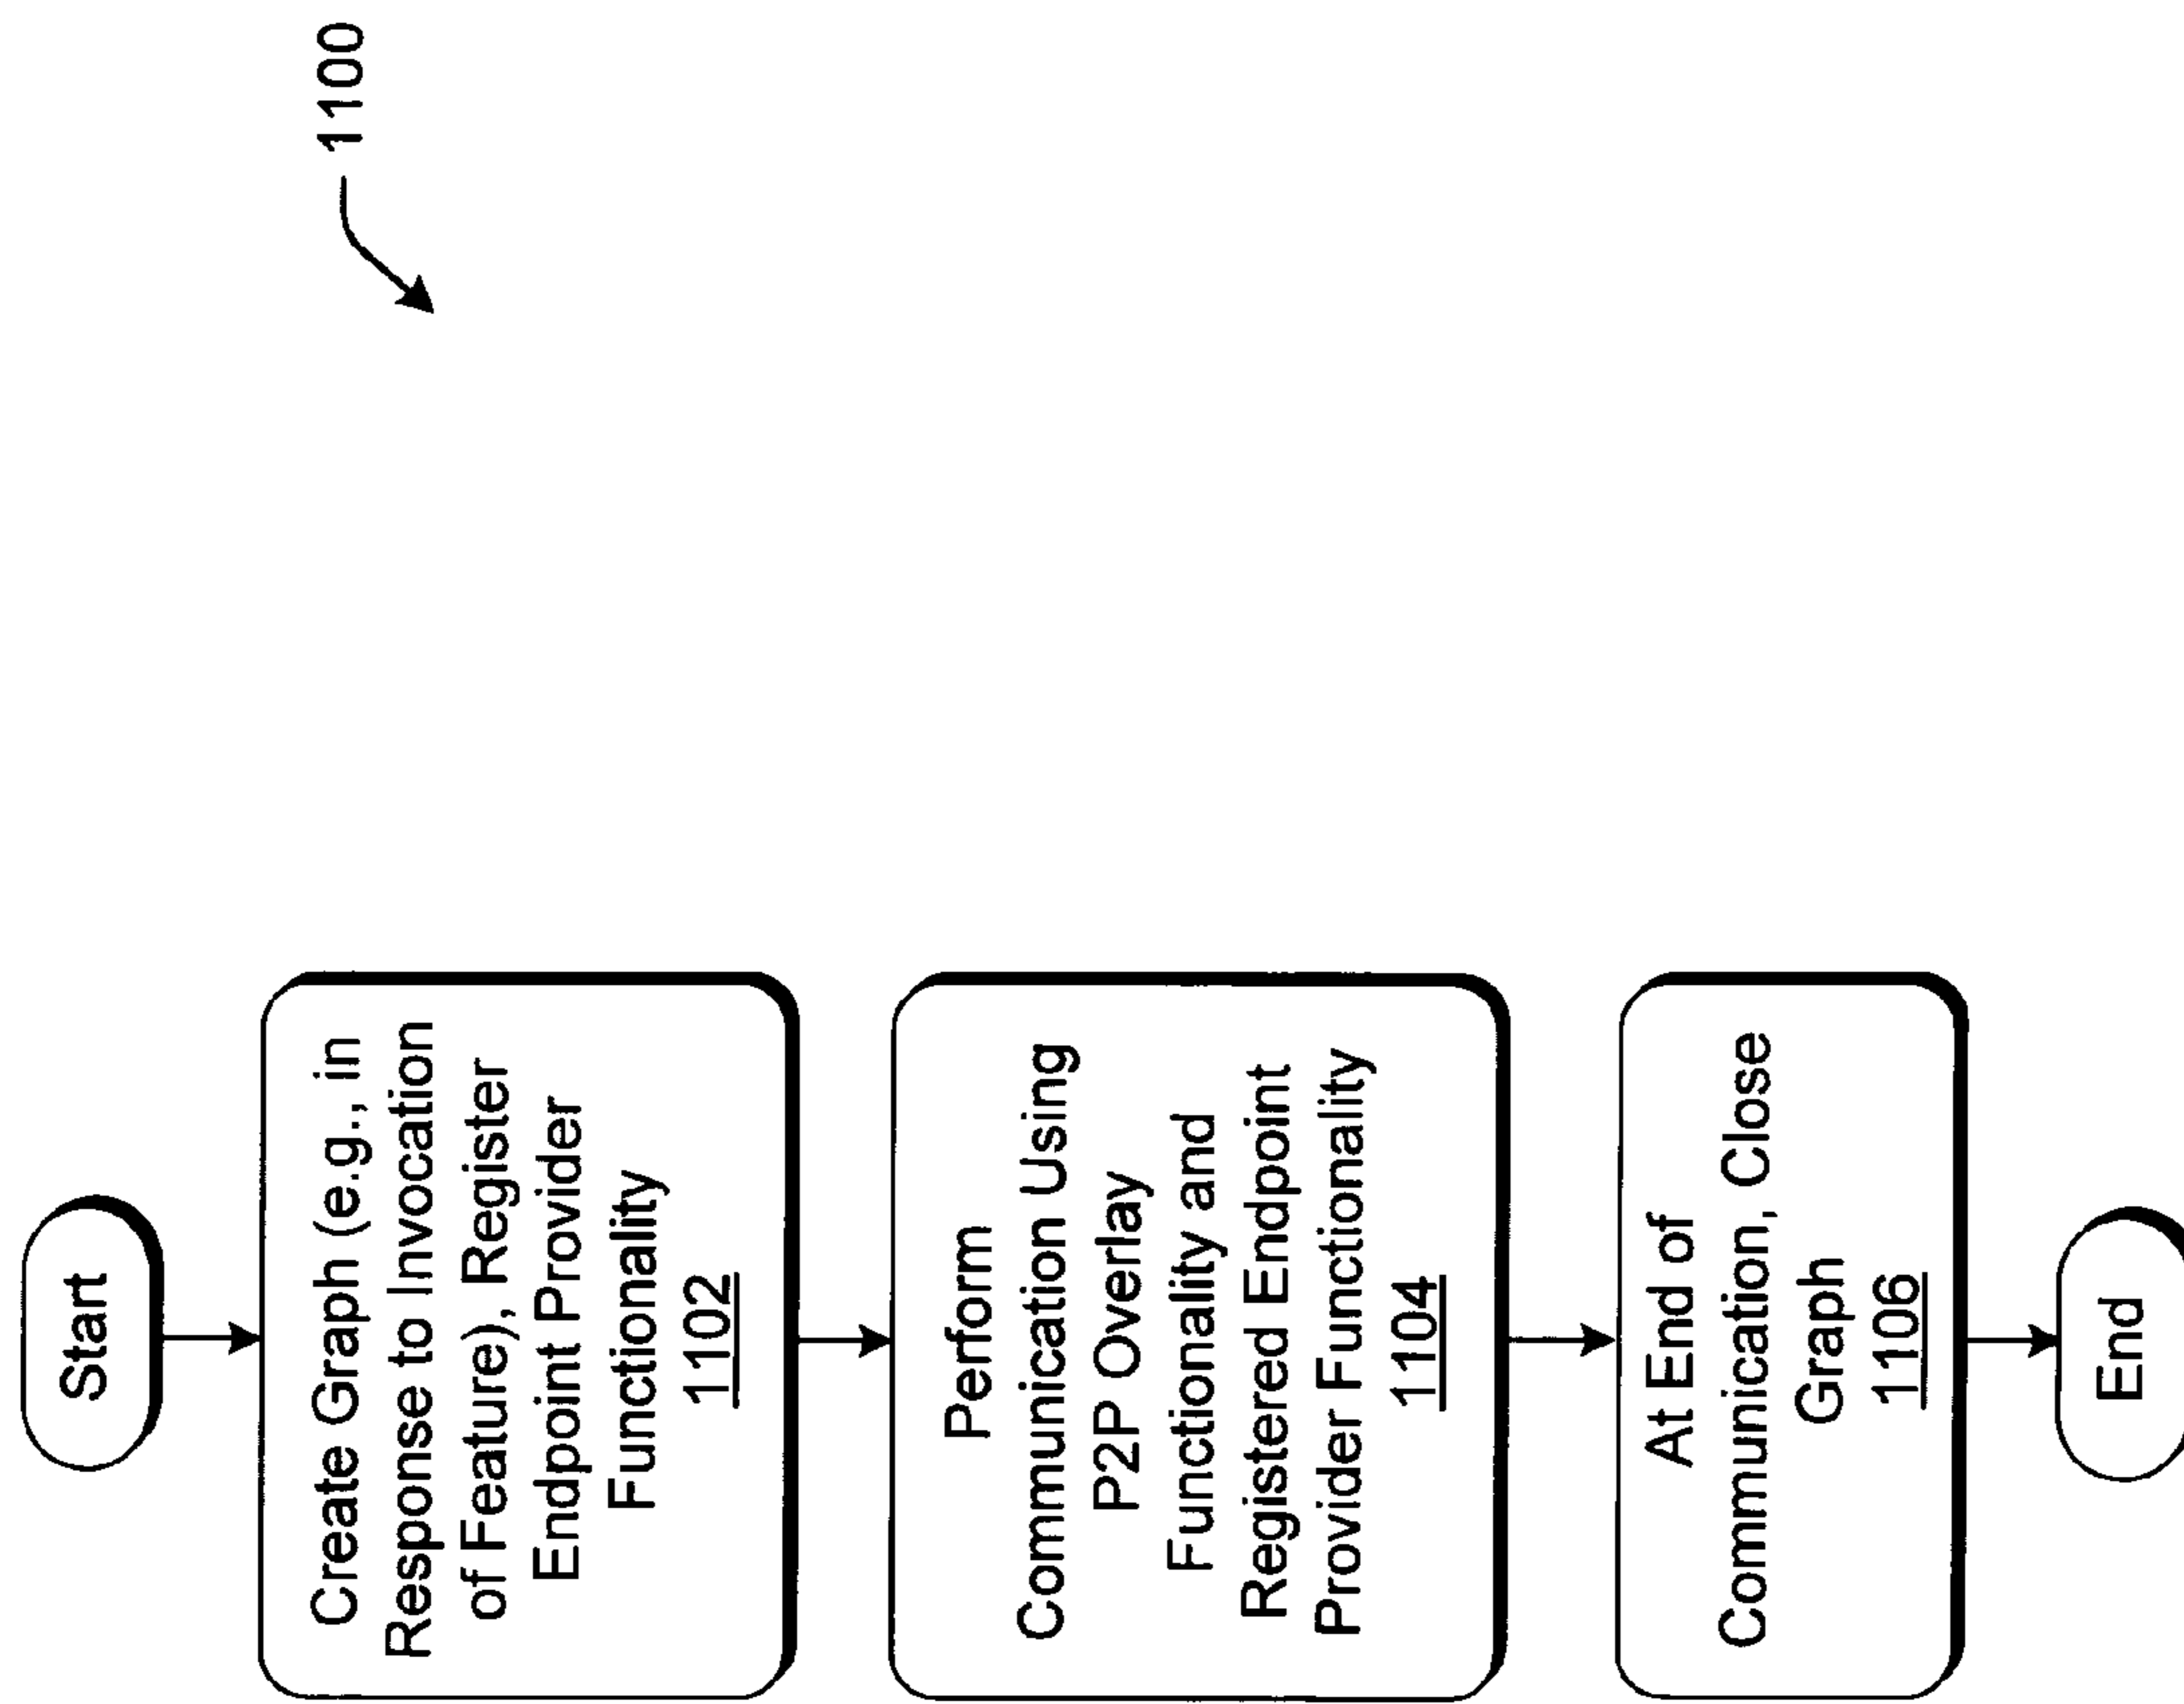 1100
Start
Create Graph (e.g., in
Response to Invocation
of Feature), Register
Endpoint Provider
Functionality
1102
Perform
Communication Using
P2P Overlay
Functionality and
Registered Endpoint
Provider Functionality
1104
At End of
Communication, Close
Graph
1106
End